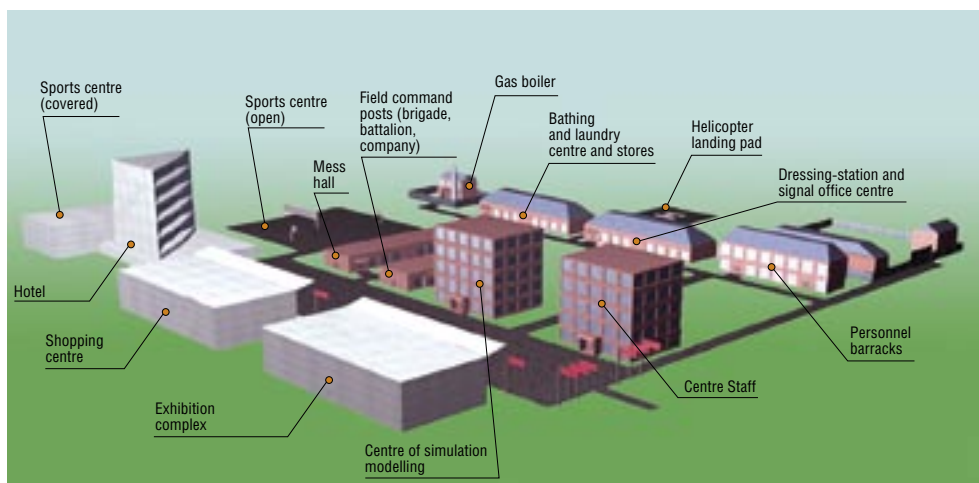 Sports centre
(covered)
Sports centre
(open)
Field command
posts (brigade,
battalion,
company)
Mess
hall
Gas boiler
Bathing
and laundry
centre and stores
Helicopter
landing pad
Dressing-station and
signal office centre
Hotel
Shopping
centre
Exhibition
complex
Centre of simulation
modelling
Centre Staff
Personnel
barracks